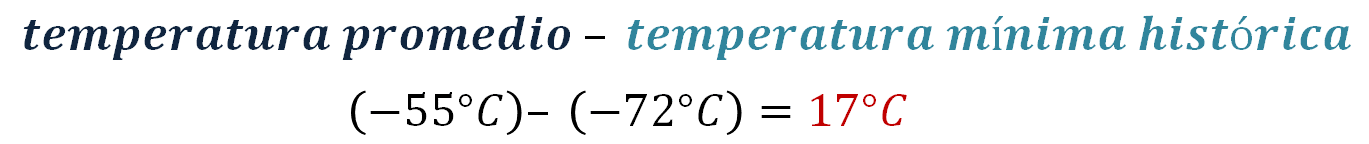 temperatura promedio – temperatura mínima histórica
(−55°C)– (−72°C) = 17°C